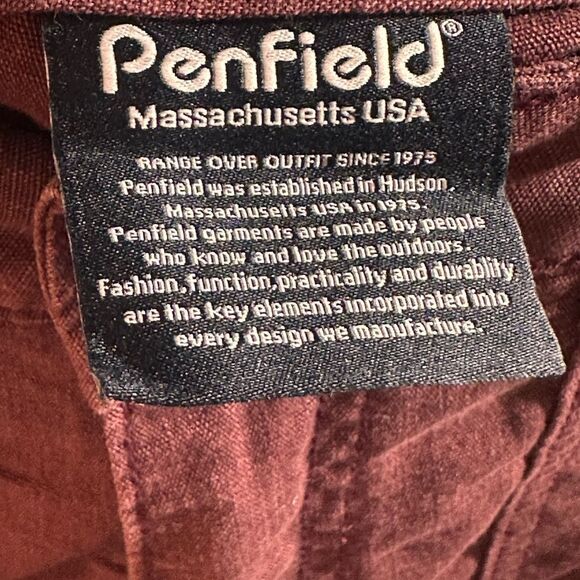 Penfield®
Massachusetts USA
RANGE OVER OUTFIT SINCE 1975
Penfield was established in Hudson,
Massachusetts USA in 1975.
Penfield garments are made by people
who know and love the outdoors.
Fashion, function, practicality and durablity
are the key elements incorporated into
every design we manufacture.